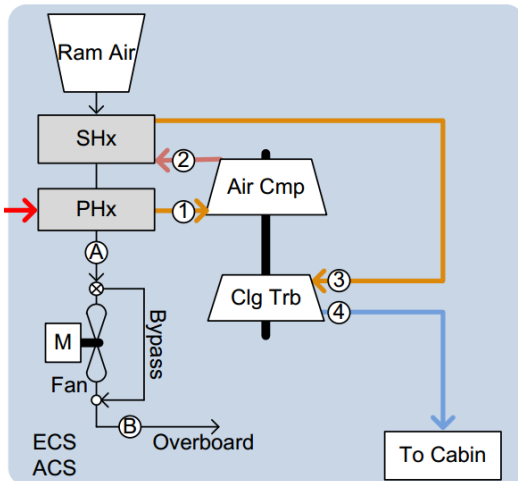 Ram Air
SHx
2
Air Cmp
PHx
1
A
3
Clg Trb
4
M
Bypass
Fan
B
Overboard
ECS
ACS
To Cabin